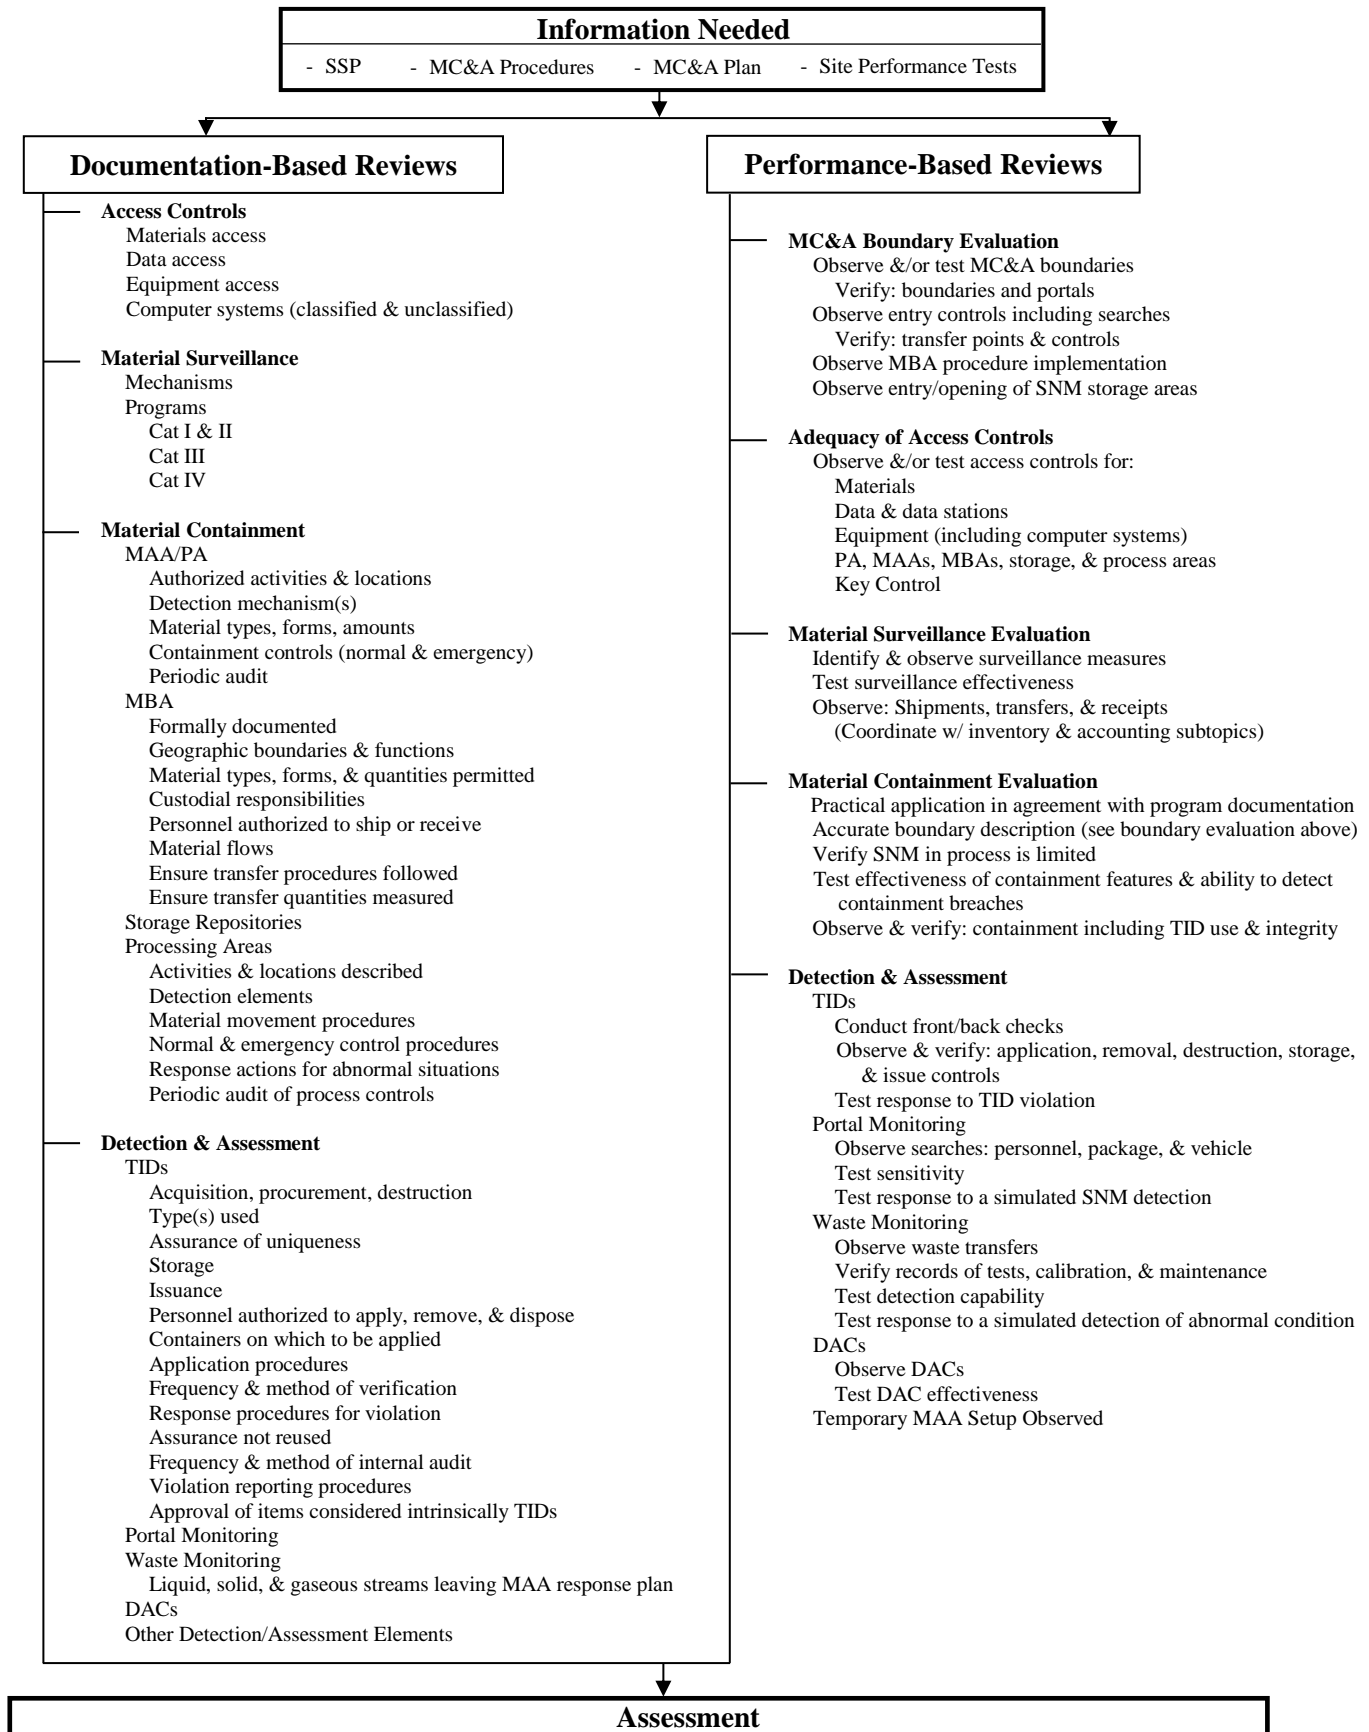 Information Needed
- SSP - MC&A Procedures - MC&A Plan - Site Performance Tests
Documentation-Based Reviews
Access Controls
Materials access
Data access
Equipment access
Computer systems (classified & unclassified)
Material Surveillance
Mechanisms
Programs
Cat I & II
Cat III
Cat IV
Material Containment
MAA/PA
Authorized activities & locations
Detection mechanism(s)
Material types, forms, amounts
Containment controls (normal & emergency)
Periodic audit
MBA
Formally documented
Geographic boundaries & functions
Material types, forms, & quantities permitted
Custodial responsibilities
Personnel authorized to ship or receive
Material flows
Ensure transfer procedures followed
Ensure transfer quantities measured
Storage Repositories
Processing Areas
Activities & locations described
Detection elements
Material movement procedures
Normal & emergency control procedures
Response actions for abnormal situations
Periodic audit of process controls
Detection & Assessment
TIDs
Acquisition, procurement, destruction
Type(s) used
Assurance of uniqueness
Storage
Issuance
Personnel authorized to apply, remove, & dispose
Containers on which to be applied
Application procedures
Frequency & method of verification
Response procedures for violation
Assurance not reused
Frequency & method of internal audit
Violation reporting procedures
Approval of items considered intrinsically TIDs
Portal Monitoring
Waste Monitoring
Liquid, solid, & gaseous streams leaving MAA response plan
DACs
Other Detection/Assessment Elements
Performance-Based Reviews
MC&A Boundary Evaluation
Observe &/or test MC&A boundaries
Verify: boundaries and portals
Observe entry controls including searches
Verify: transfer points & controls
Observe MBA procedure implementation
Observe entry/opening of SNM storage areas
Adequacy of Access Controls
Observe &/or test access controls for:
Materials
Data & data stations
Equipment (including computer systems)
PA, MAAs, MBAs, storage, & process areas
Key Control
Material Surveillance Evaluation
Identify & observe surveillance measures
Test surveillance effectiveness
Observe: Shipments, transfers, & receipts
(Coordinate w/ inventory & accounting subtopics)
Material Containment Evaluation
Practical application in agreement with program documentation
Accurate boundary description (see boundary evaluation above)
Verify SNM in process is limited
Test effectiveness of containment features & ability to detect
containment breaches
Observe & verify: containment including TID use & integrity
Detection & Assessment
TIDs
Conduct front/back checks
Observe & verify: application, removal, destruction, storage,
& issue controls
Test response to TID violation
Portal Monitoring
Observe searches: personnel, package, & vehicle
Test sensitivity
Test response to a simulated SNM detection
Waste Monitoring
Observe waste transfers
Verify records of tests, calibration, & maintenance
Test detection capability
Test response to a simulated detection of abnormal condition
DACs
Observe DACs
Test DAC effectiveness
Temporary MAA Setup Observed
Assessment